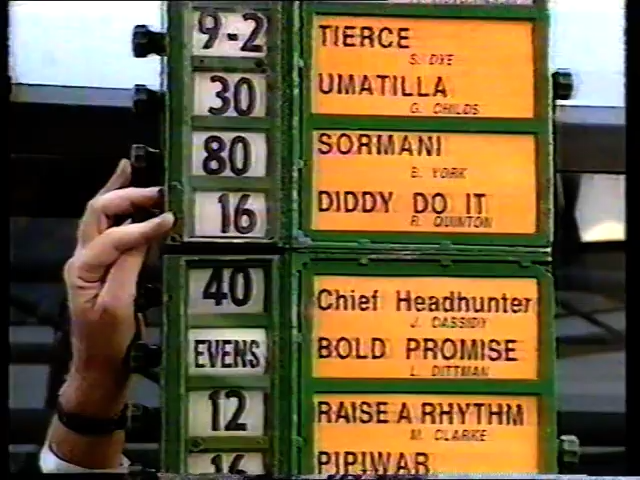 9-2 TIERCE
S. DYE
30 UMATILLA
G. CHILDS
80 SORMANI
B. YORK
16 DIDDY DO IT
R. QUINTON
40 Chief Headhunter
J. CASSIDY
EVENS BOLD PROMISE
L. DITTMAN
12 RAISE A RHYTHM
M. CLARKE
16 PIPIWAR